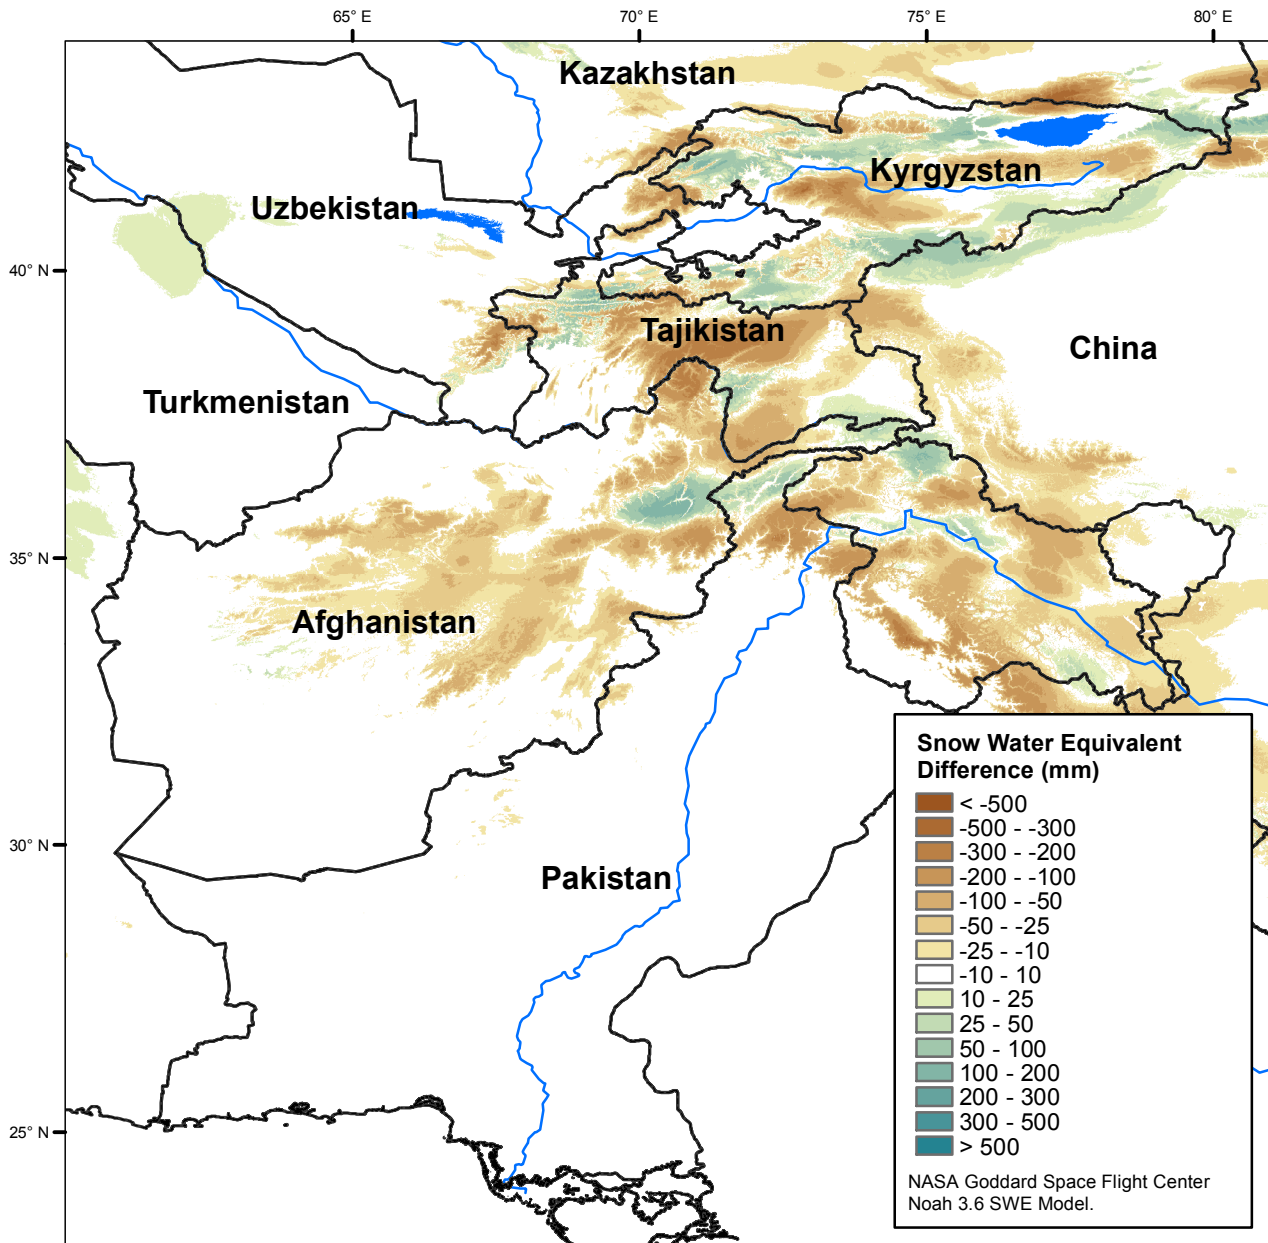 65° E 70° E 75° E 80° E
Kazakhstan
Kyrgyzstan
Uzbekistan
40° N
Tajikistan
China
Turkmenistan
35° N
Afghanistan
Snow Water Equivalent
Difference (mm)
< -500
-500 - -300
-300 - -200
-200 - -100
-100 - -50
-50 - -25
-25 - -10
-10 - 10
10 - 25
25 - 50
50 - 100
100 - 200
200 - 300
300 - 500
> 500
NASA Goddard Space Flight Center
Noah 3.6 SWE Model.
30° N
Pakistan
25° N